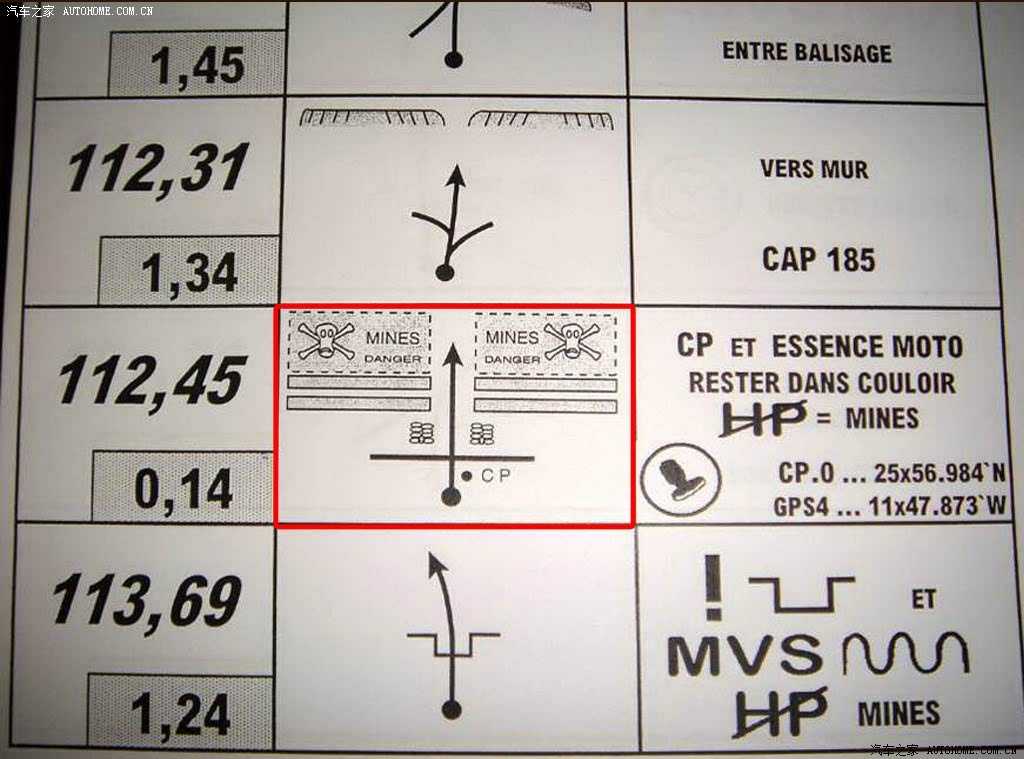 汽车之家 AUTOHOME.COM.CN
1,45
ENTRE BALISAGE
112,31
1,34
VERS MUR
CAP 185
112,45
0,14
MINES
DANGER
MINES
DANGER
CP
CP ET ESSENCE MOTO
RESTER DANS COULOIR
HP = MINES
CP.0 ... 25x56.984`N
GPS4 ... 11x47.873`W
113,69
1,24
! ET
MVS
HP MINES
汽车之家 AUTOHOME.COM.CN